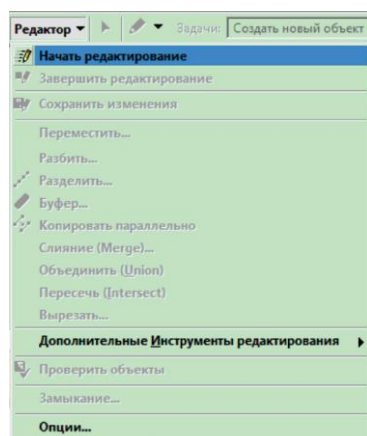 Редактор Задачи: Создать новый объект
Начать редактирование
Завершить редактирование
Сохранить изменения
Переместить...
Разбить...
Разделить...
Буфер...
Копировать параллельно
Слияние (Merge)...
Объединить (Union)
Пересечь (Intersect)
Вырезать...
Дополнительные Инструменты редактирования
Проверить объекты
Замыкание...
Опции...